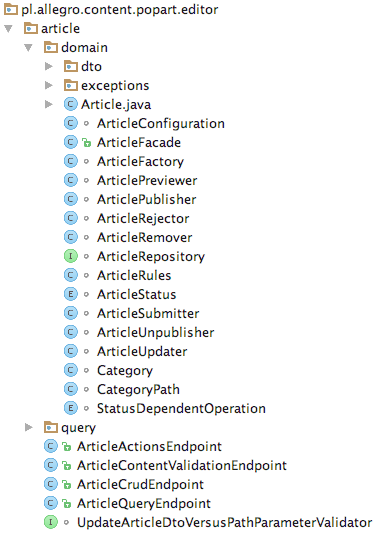 pl.allegro.content.popart.editor
article
domain
dto
exceptions
Article.java
ArticleConfiguration
ArticleFacade
ArticleFactory
ArticlePreviewer
ArticlePublisher
ArticleRejector
ArticleRemover
ArticleRepository
ArticleRules
ArticleStatus
ArticleSubmitter
ArticleUnpublisher
ArticleUpdater
Category
CategoryPath
StatusDependentOperation
query
ArticleActionsEndpoint
ArticleContentValidationEndpoint
ArticleCrudEndpoint
ArticleQueryEndpoint
UpdateArticleDtoVersusPathParameterValidator